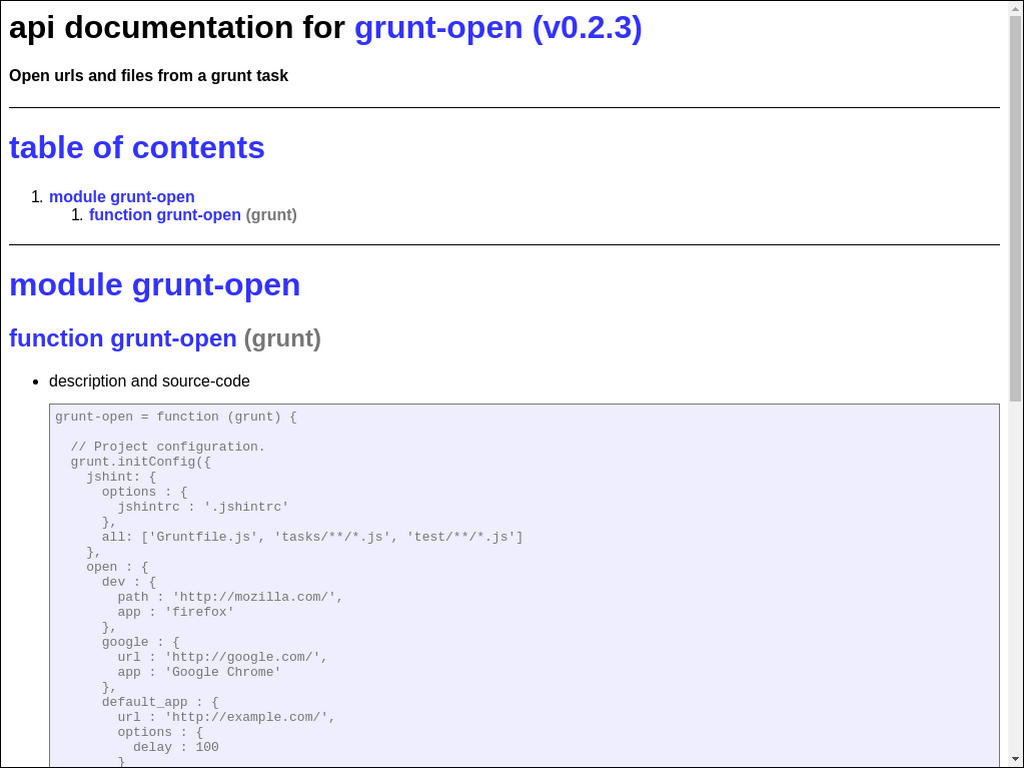 api documentation for grunt-open (v0.2.3)
Open urls and files from a grunt task
table of contents
1. module grunt-open
1. function grunt-open (grunt)
module grunt-open
function grunt-open (grunt)
• description and source-code
grunt-open = function (grunt) {
  // Project configuration.
  grunt.initConfig({
    jshint: {
      options : {
        jshintrc : '.jshintrc'
      },
      all: ['Gruntfile.js', 'tasks/**/*.js', 'test/**/*.js']
    },
    open : {
      dev : {
        path : 'http://mozilla.com/',
        app : 'firefox'
      },
      google : {
        url : 'http://google.com/',
        app : 'Google Chrome'
      },
      default_app : {
        url : 'http://example.com/',
        options : {
          delay : 100
        }